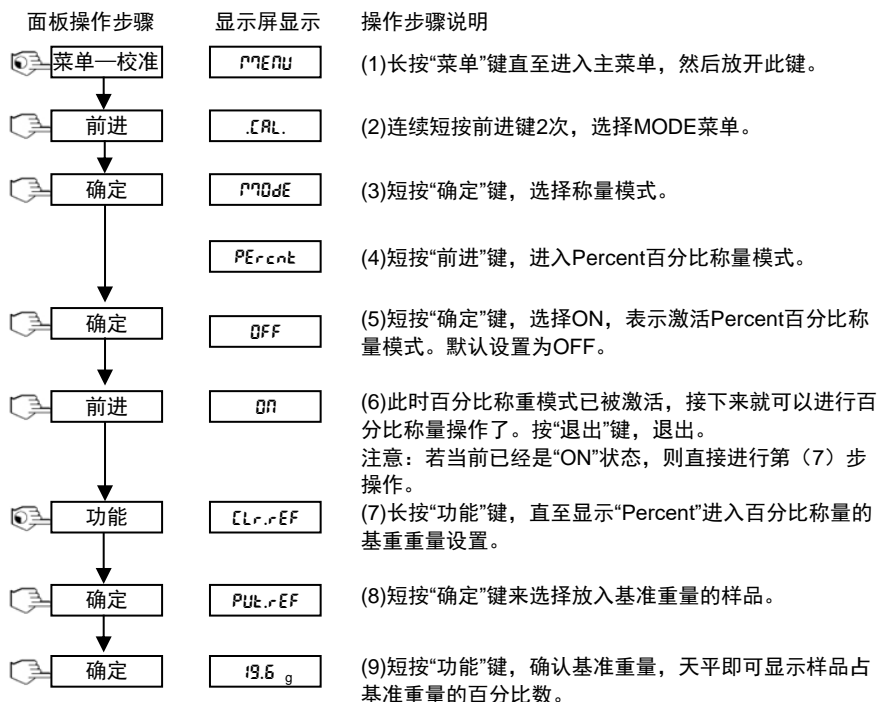 面板操作步骤 显示屏显示 操作步骤说明
菜单—校准 MENU (1)长按“菜单”键直至进入主菜单，然后放开此键。
前进 .CAL. (2)连续短按前进键2次，选择MODE菜单。
确定 MOdE (3)短按“确定”键，选择称量模式。
PErcnt (4)短按“前进”键，进入Percent百分比称量模式。
确定 OFF (5)短按“确定”键，选择ON，表示激活Percent百分比称
量模式。默认设置为OFF。
前进 ON (6)此时百分比称重模式已被激活，接下来就可以进行百
分比称量操作了。按“退出”键，退出。
注意：若当前已经是“ON”状态，则直接进行第（7）步
操作。
功能 CLr.rEF (7)长按“功能”键，直至显示“Percent”进入百分比称量的
基重重量设置。
确定 PUt.rEF (8)短按“确定”键来选择放入基准重量的样品。
确定 19.6 g (9)短按“功能”键，确认基准重量，天平即可显示样品占
基准重量的百分比数。